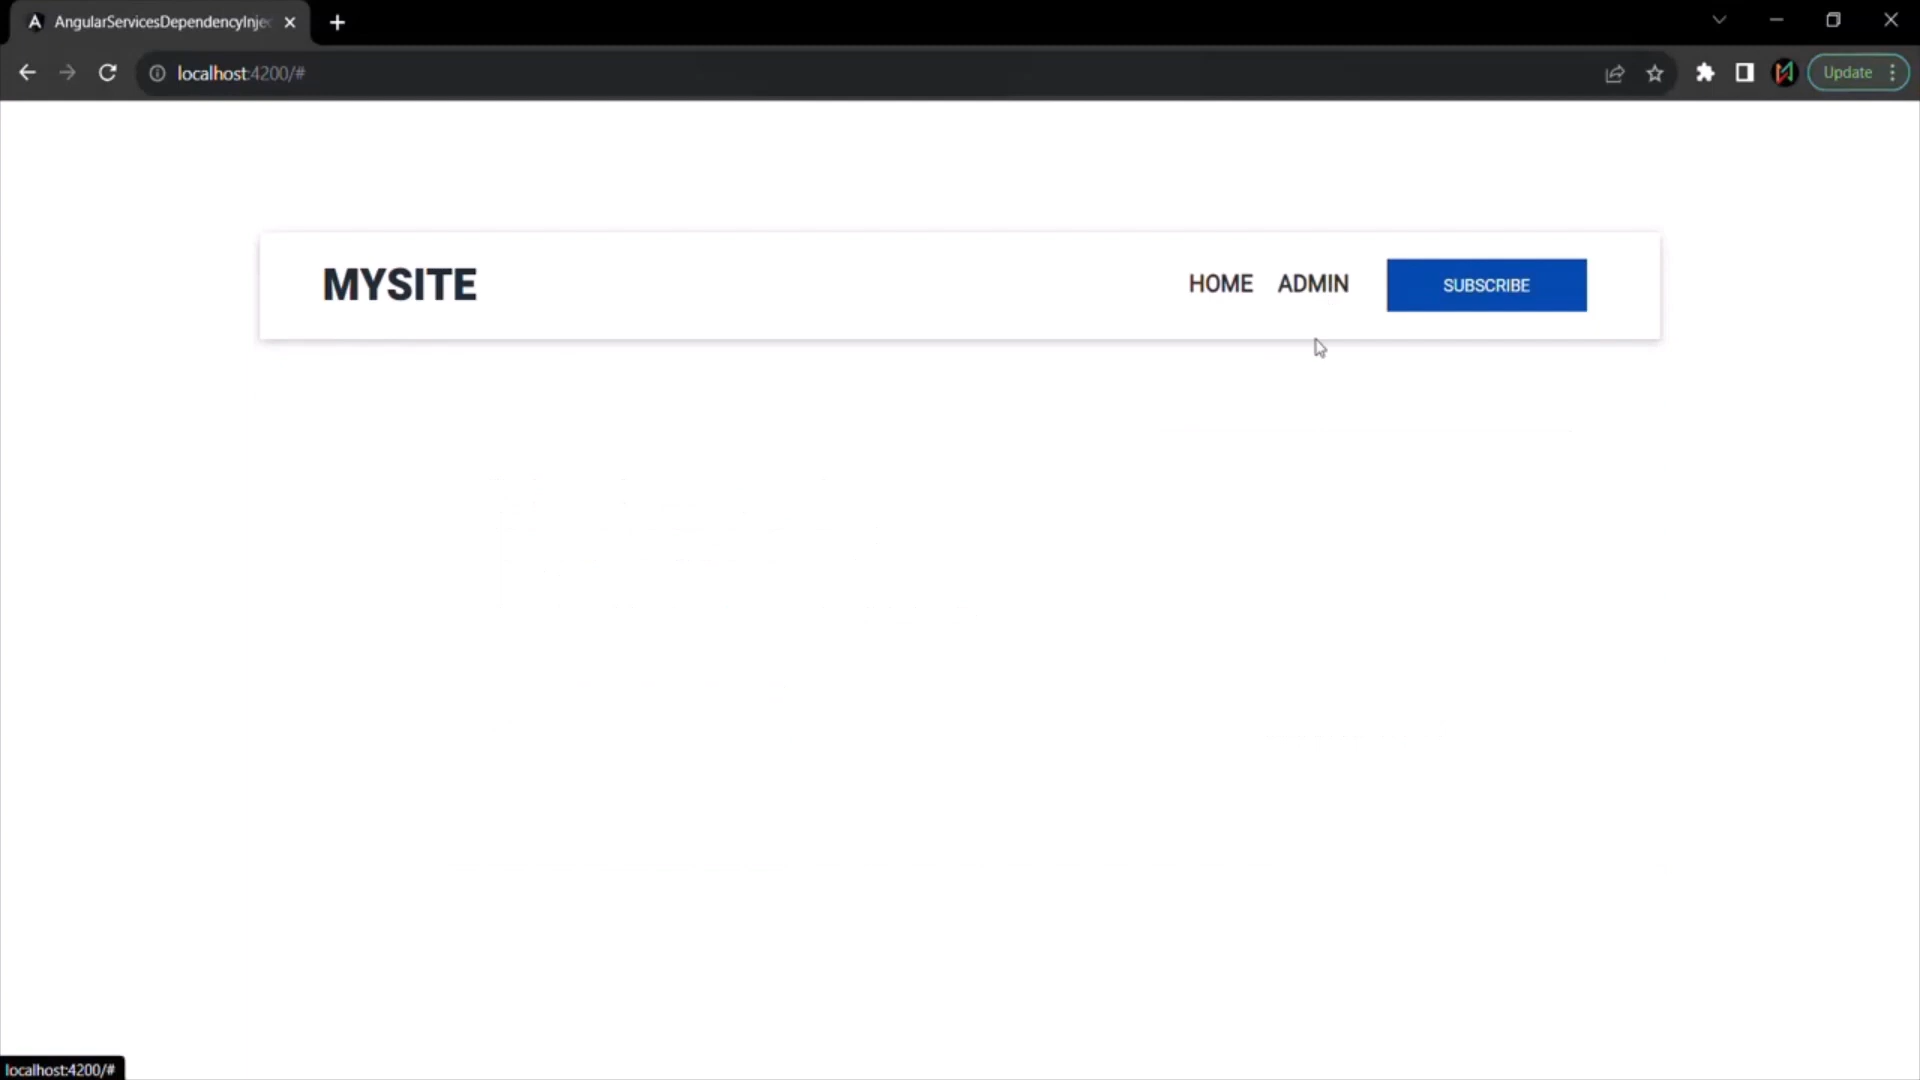 AngularServicesDependencyInje
localhost:4200/#
Update
MYSITE
HOME
ADMIN
SUBSCRIBE
localhost:4200/#